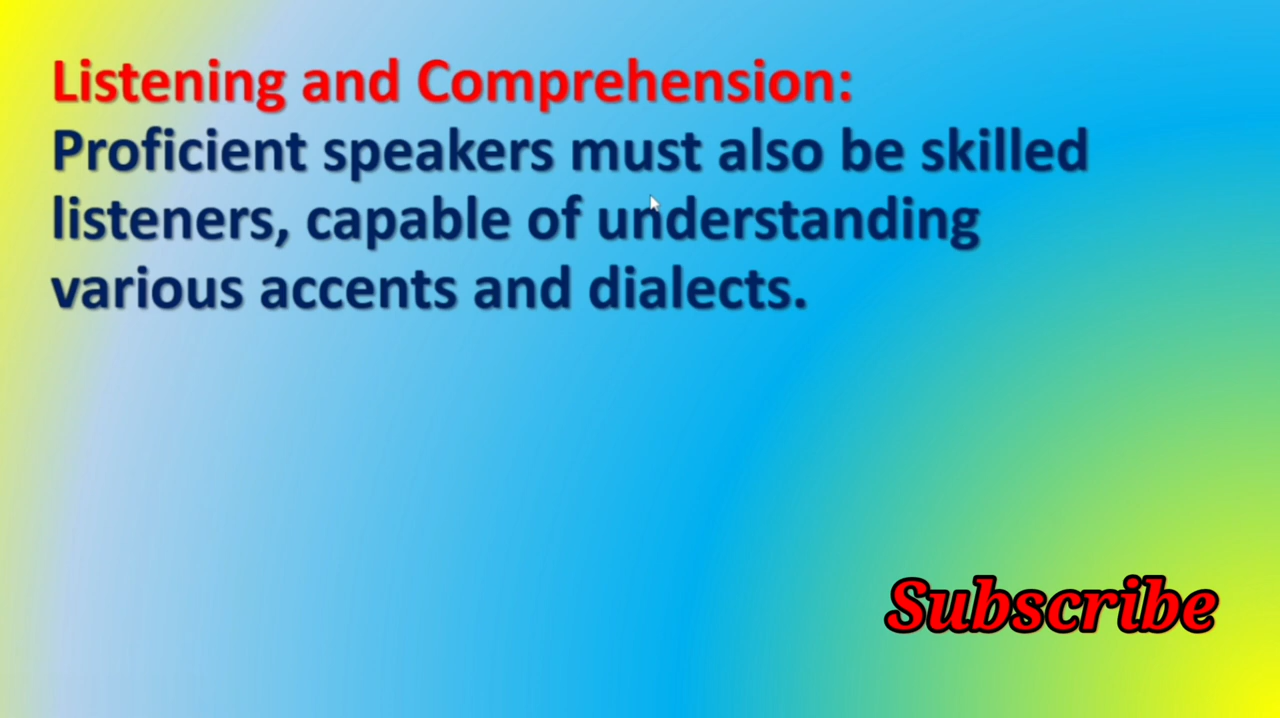 Listening and Comprehension:
Proficient speakers must also be skilled
listeners, capable of understanding
various accents and dialects.
Subscribe